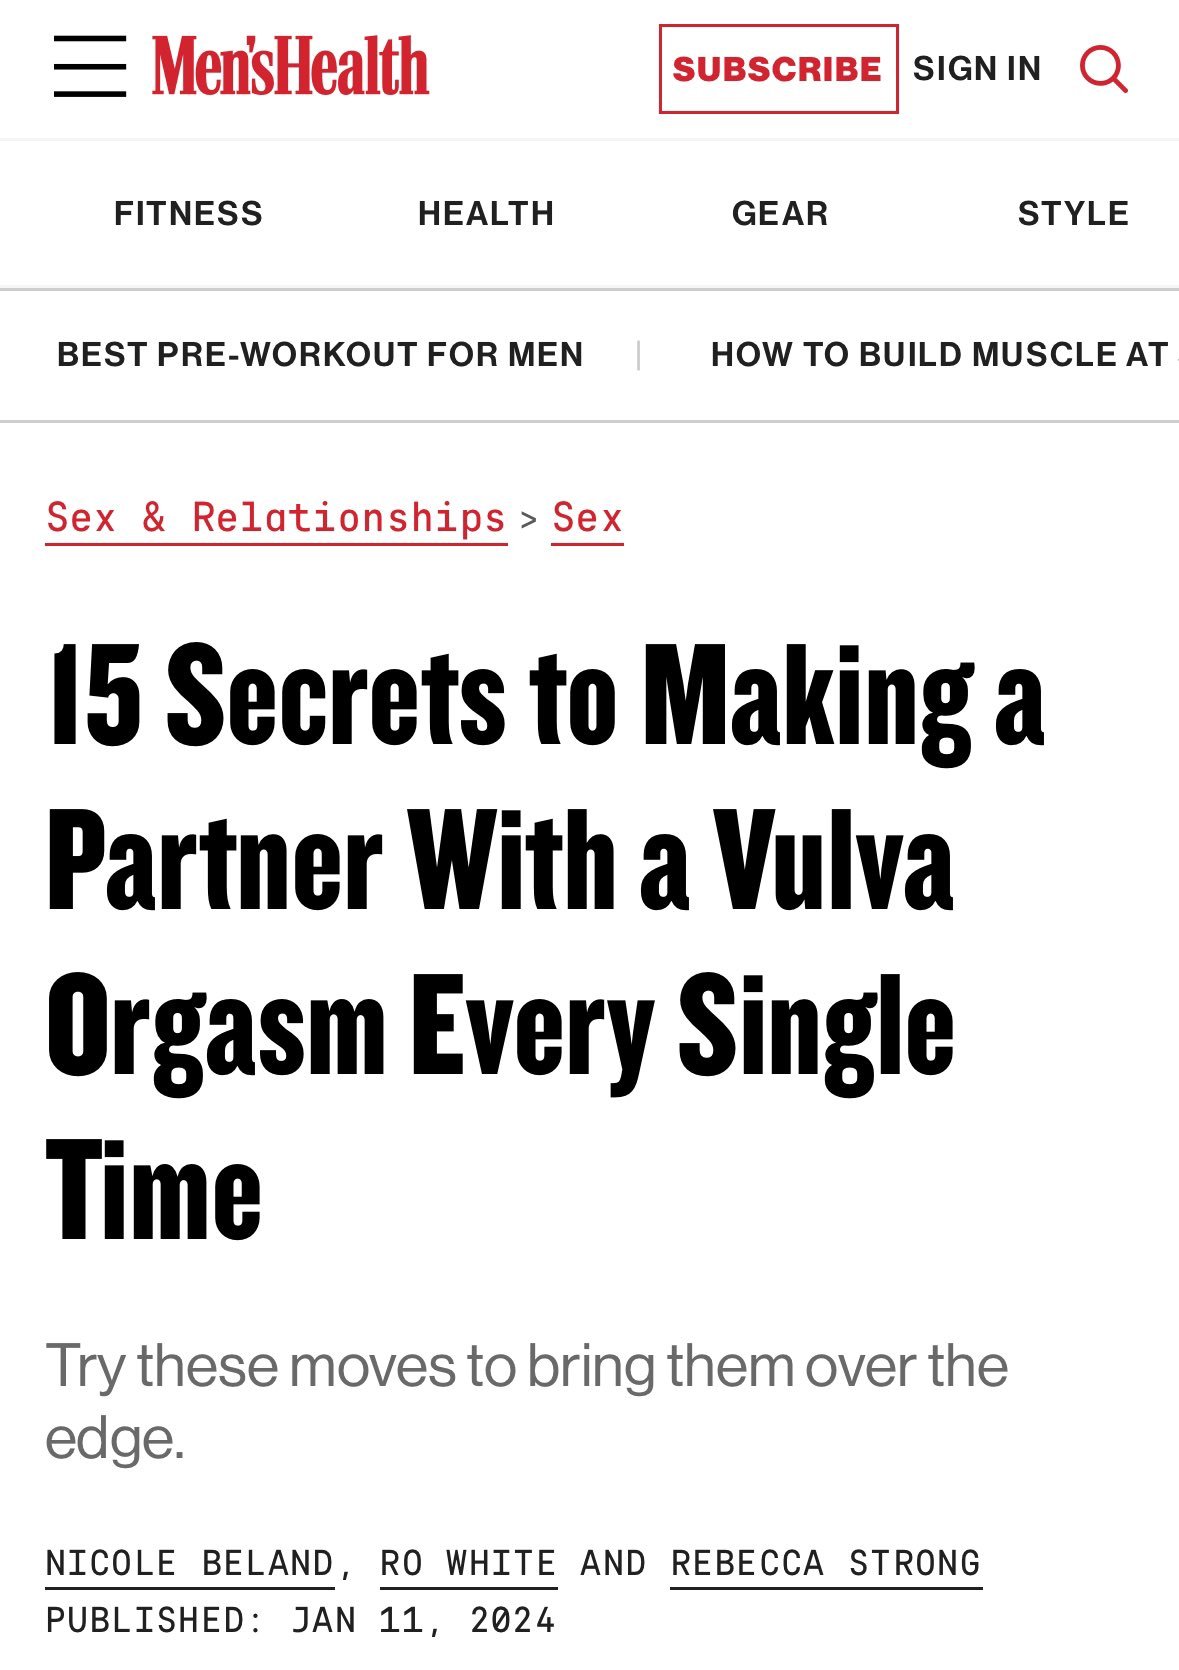 Men'sHealth
SUBSCRIBE SIGN IN
FITNESS HEALTH GEAR STYLE
BEST PRE-WORKOUT FOR MEN | HOW TO BUILD MUSCLE AT
Sex & Relationships > Sex
15 Secrets to Making a
Partner With a Vulva
Orgasm Every Single
Time
Try these moves to bring them over the
edge.
NICOLE BELAND, RO WHITE AND REBECCA STRONG
PUBLISHED: JAN 11, 2024